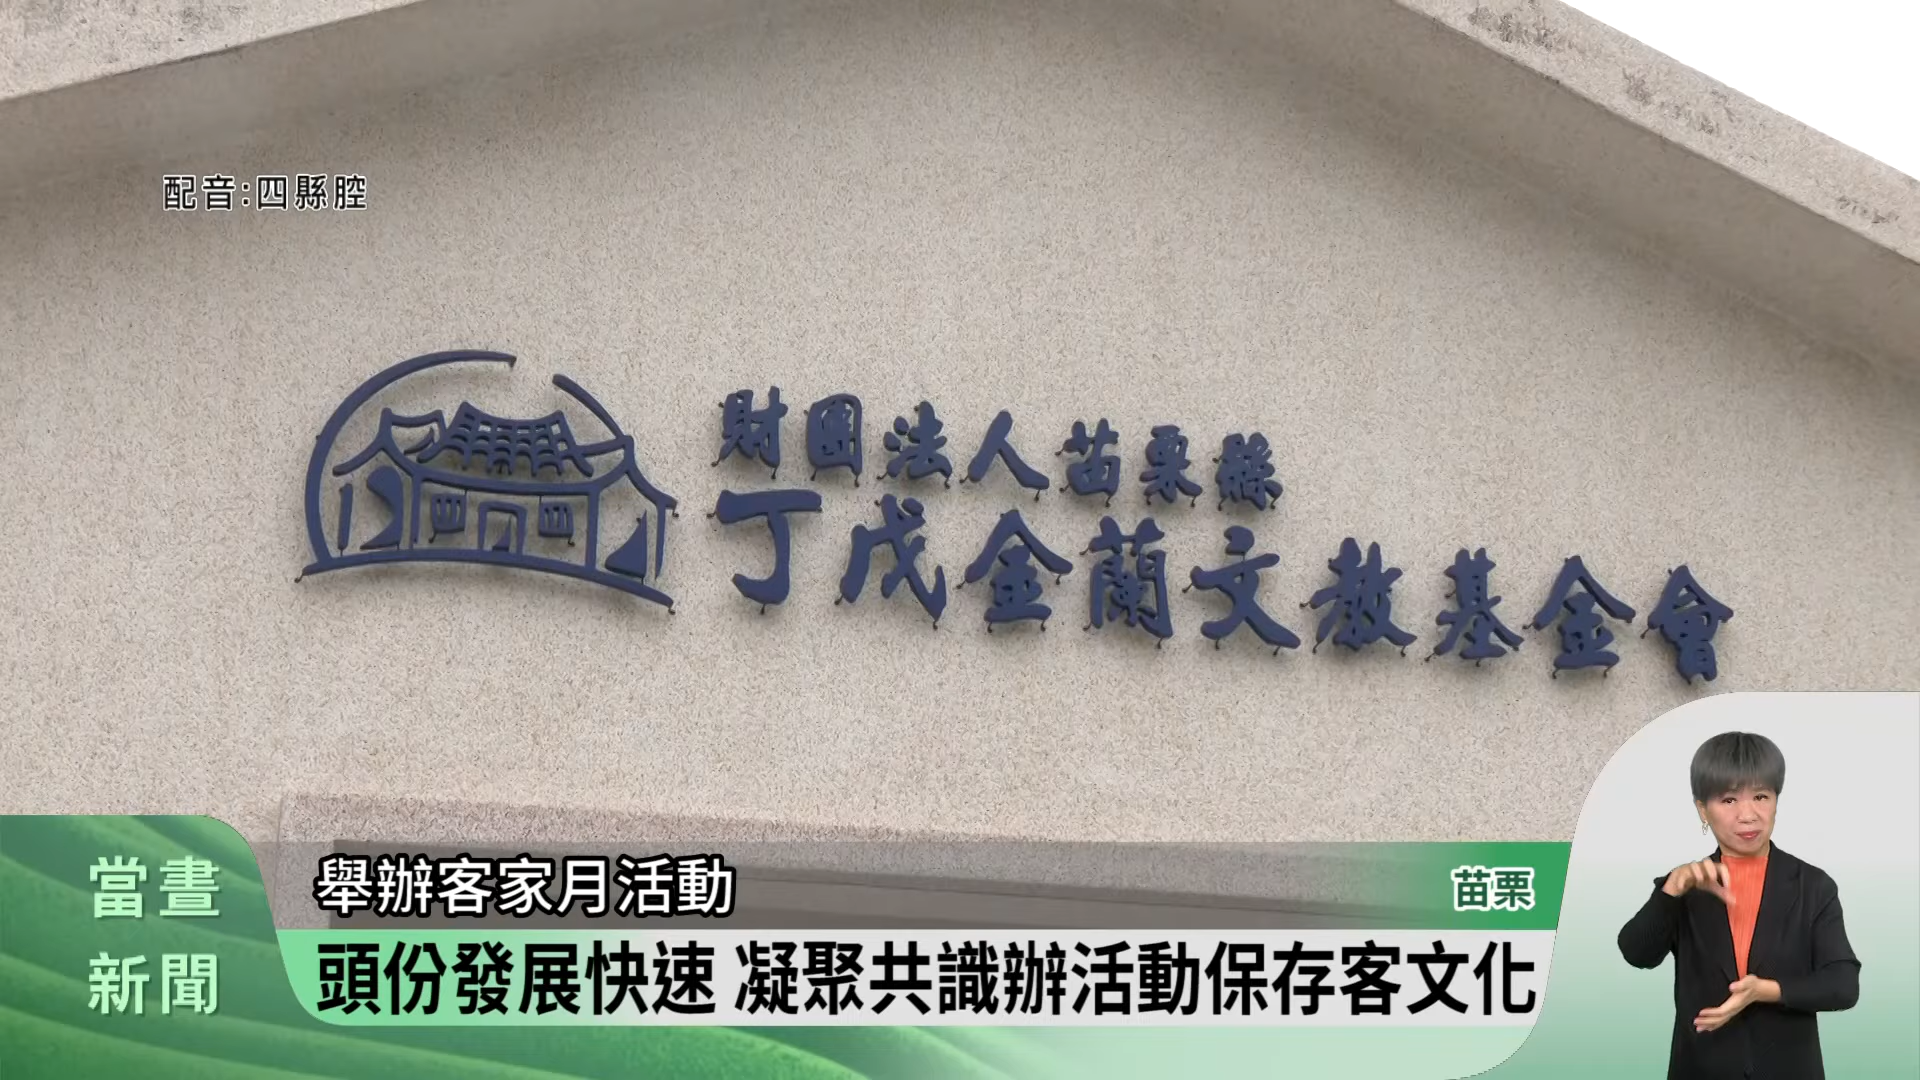 配音:四縣腔
財團法人苗栗縣
丁戊金蘭文教基金會
舉辦客家月活動
苗栗
當晝
新聞
頭份發展快速 凝聚共識辦活動保存客文化